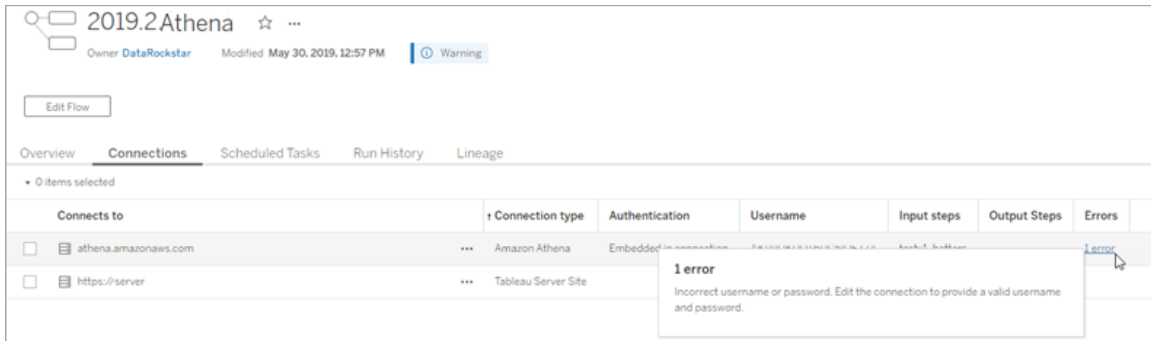 2019.2 Athena
Owner DataRockstar Modified May 30, 2019, 12:57 PM Warning
Edit Flow
Overview Connections Scheduled Tasks Run History Lineage
0 items selected
Connects to ↑ Connection type Authentication Username Input steps Output Steps Errors
athena.amazonaws.com ... Amazon Athena Embedded in connection 1 error
https://server ... Tableau Server Site
1 error
Incorrect username or password. Edit the connection to provide a valid username
and password.